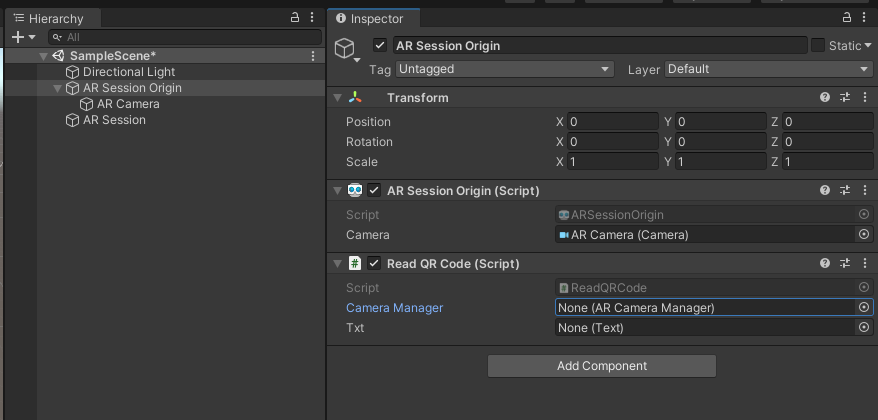 Hierarchy
All
SampleScene*
Directional Light
AR Session Origin
AR Camera
AR Session
Inspector
AR Session Origin
Static
Tag Untagged Layer Default
Transform
Position X 0 Y 0 Z 0
Rotation X 0 Y 0 Z 0
Scale X 1 Y 1 Z 1
AR Session Origin (Script)
Script ARSessionOrigin
Camera AR Camera (Camera)
# Read QR Code (Script)
Script # ReadQRCode
Camera Manager None (AR Camera Manager)
Txt None (Text)
Add Component